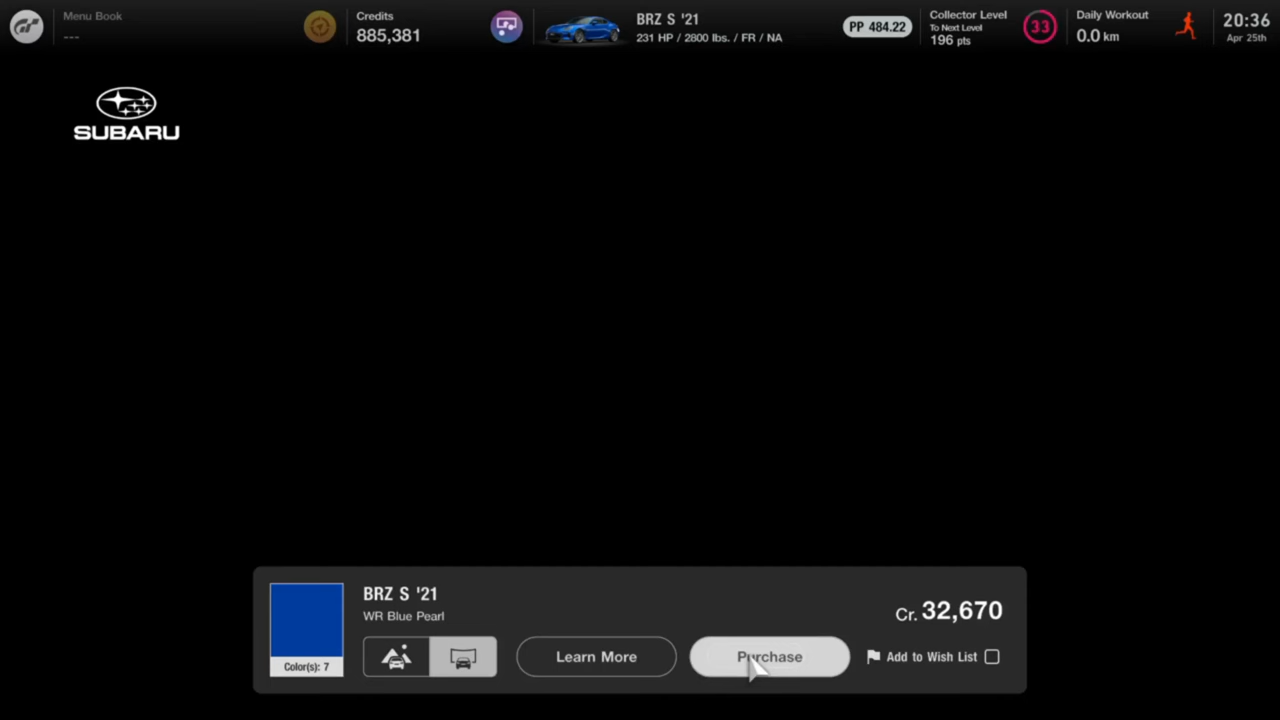 Menu Book
---
Credits
885,381
BRZ S '21
231 HP / 2800 lbs. / FR / NA
PP 484.22
Collector Level
To Next Level
196 pts
33
Daily Workout
0.0 km
20:36
Apr 25th
SUBARU
BRZ S '21
WR Blue Pearl
Cr. 32,670
Color(s): 7
Learn More
Purchase
Add to Wish List